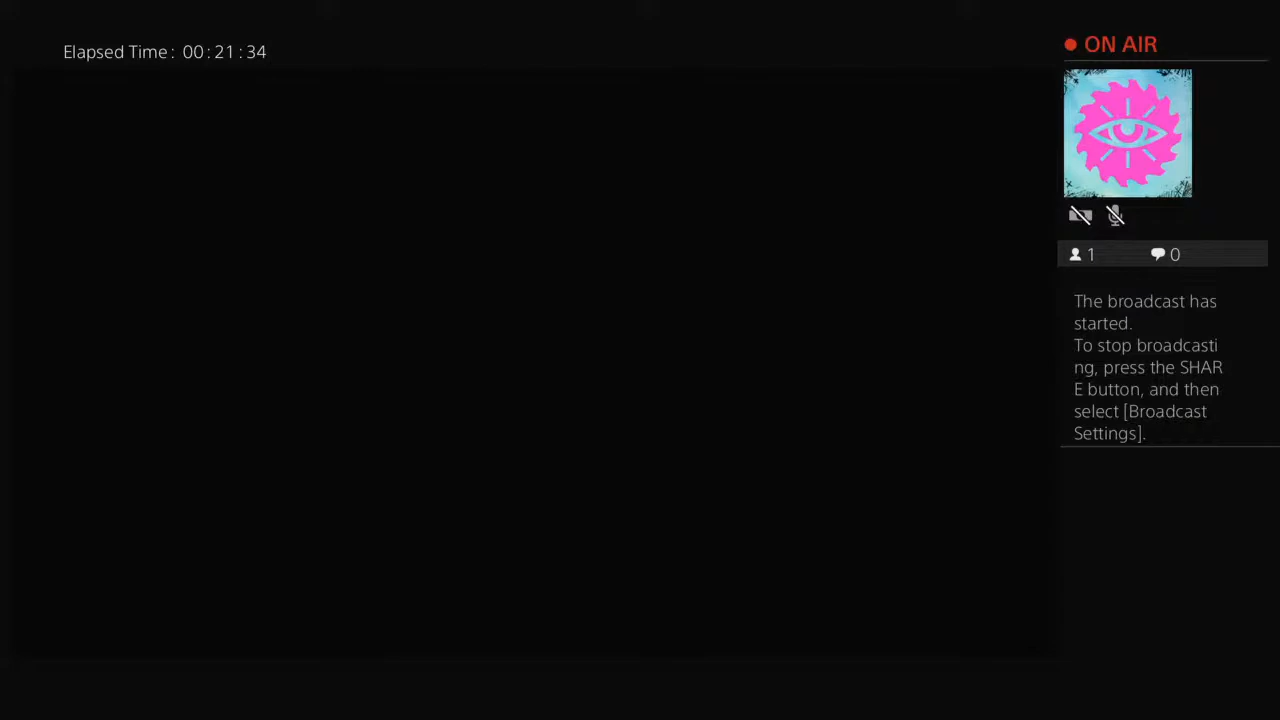 Elapsed Time: 00:21:34
ON AIR
1 0
The broadcast has
started.
To stop broadcasti
ng, press the SHAR
E button, and then
select [Broadcast
Settings].